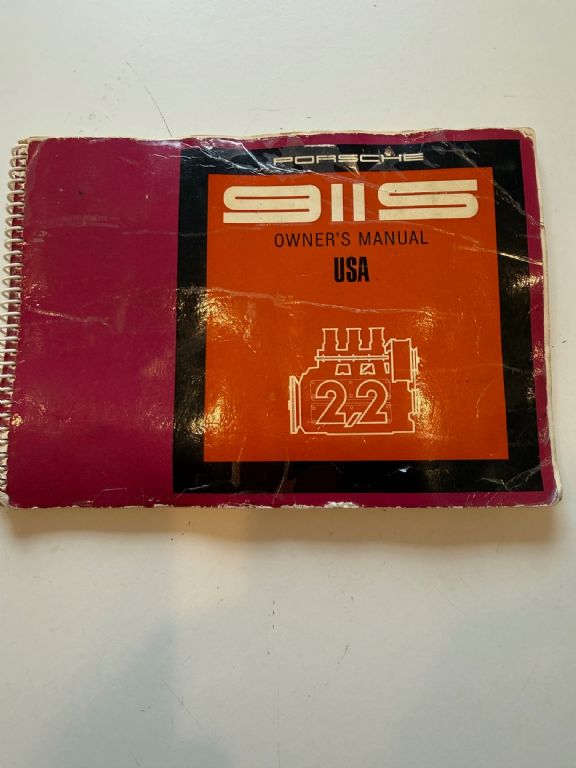 PORSCHE
911S
OWNER'S MANUAL
USA
2,2